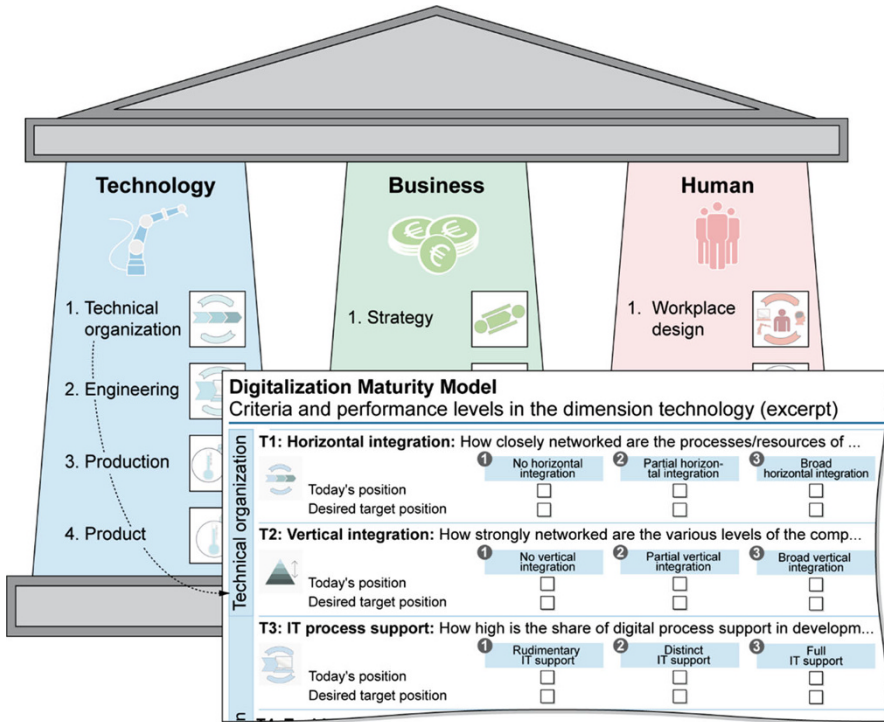 Technology
Business
Human
1. Technical
organization
2. Engineering
3. Production
4. Product
1. Strategy
1. Workplace
design
Digitalization Maturity Model
Criteria and performance levels in the dimension technology (excerpt)
Technical organization
T1: Horizontal integration: How closely networked are the processes/resources of ...
1 No horizontal
integration
2 Partial horizon-
tal integration
3 Broad
horizontal integration
Today's position
Desired target position
T2: Vertical integration: How strongly networked are the various levels of the comp...
1 No vertical
integration
2 Partial vertical
integration
3 Broad vertical
integration
Today's position
Desired target position
T3: IT process support: How high is the share of digital process support in developm...
1 Rudimentary
IT support
2 Distinct
IT support
3 Full
IT support
Today's position
Desired target position